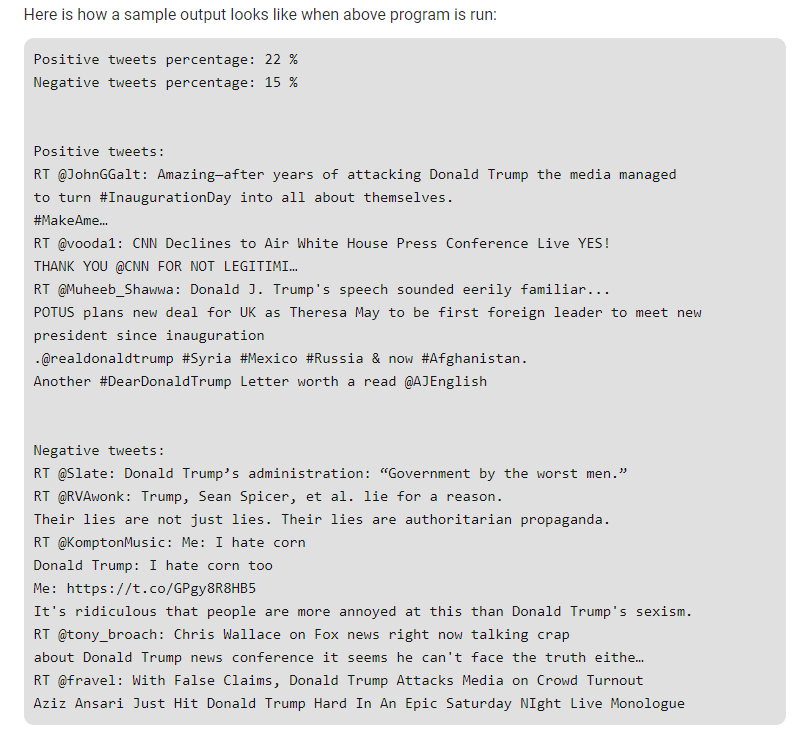 Here is how a sample output looks like when above program is run:
Positive tweets percentage: 22 %
Negative tweets percentage: 15 %
Positive tweets:
RT @JohnGGalt: Amazing—after years of attacking Donald Trump the media managed
to turn #InaugurationDay into all about themselves.
#MakeAme…
RT @vooda1: CNN Declines to Air White House Press Conference Live YES!
THANK YOU @CNN FOR NOT LEGITIMI…
RT @Muheeb_Shawwa: Donald J. Trump's speech sounded eerily familiar...
POTUS plans new deal for UK as Theresa May to be first foreign leader to meet new
president since inauguration
.@realdonaldtrump #Syria #Mexico #Russia & now #Afghanistan.
Another #DearDonaldTrump Letter worth a read @AJEnglish
Negative tweets:
RT @Slate: Donald Trump’s administration: “Government by the worst men.”
RT @RVAwonk: Trump, Sean Spicer, et al. lie for a reason.
Their lies are not just lies. Their lies are authoritarian propaganda.
RT @KomptonMusic: Me: I hate corn
Donald Trump: I hate corn too
Me: https://t.co/GPgy8R8HB5
It's ridiculous that people are more annoyed at this than Donald Trump's sexism.
RT @tony_broach: Chris Wallace on Fox news right now talking crap
about Donald Trump news conference it seems he can't face the truth eithe…
RT @fravel: With False Claims, Donald Trump Attacks Media on Crowd Turnout
Aziz Ansari Just Hit Donald Trump Hard In An Epic Saturday NIght Live Monologue